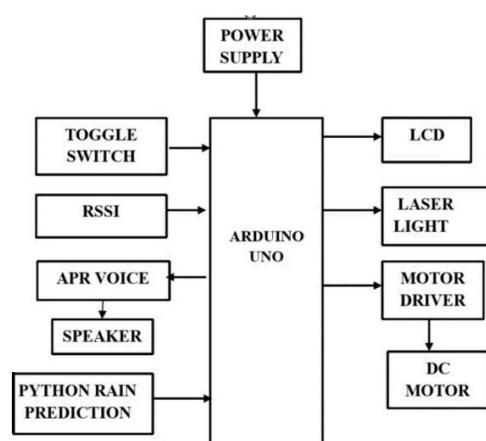 POWER
SUPPLY
TOGGLE
SWITCH
RSSI
APR VOICE
SPEAKER
PYTHON RAIN
PREDICTION
ARDUINO
UNO
LCD
LASER
LIGHT
MOTOR
DRIVER
DC
MOTOR